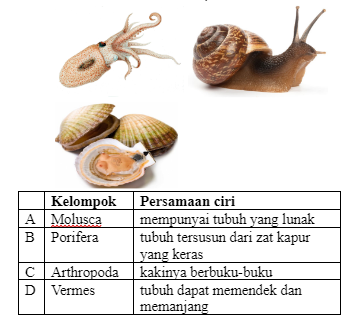 Kelompok Persamaan ciri
A Molusca mempunyai tubuh yang lunak
B Porifera tubuh tersusun dari zat kapur
yang keras
C Arthropoda kakinya berbuku-buku
D Vermes tubuh dapat memendek dan
memanjang